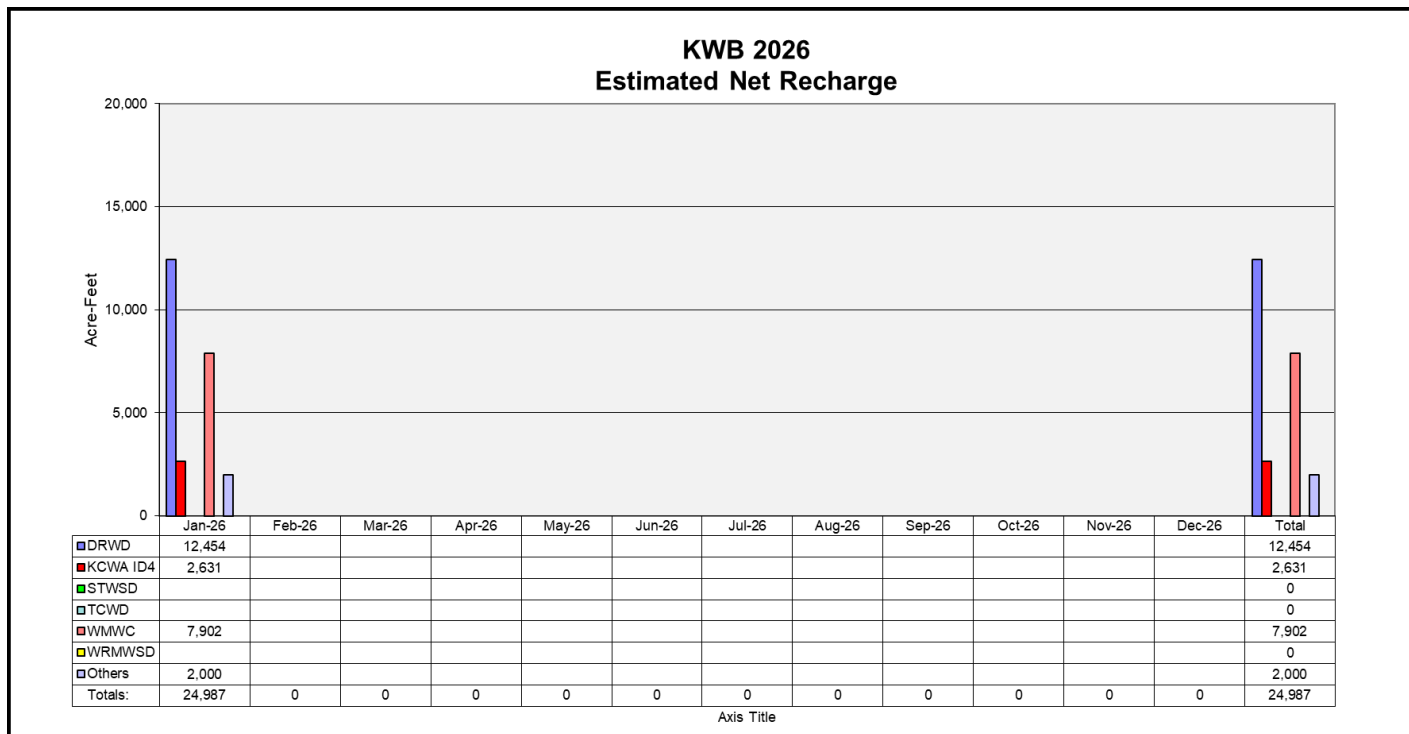 KWB 2026
Estimated Net Recharge
20,000
15,000
10,000
5,000
0
Acre-Feet
Jan-26 Feb-26 Mar-26 Apr-26 May-26 Jun-26 Jul-26 Aug-26 Sep-26 Oct-26 Nov-26 Dec-26 Total
DRWD 12,454 12,454
KCWA ID4 2,631 2,631
STWSD 0
TCWD 0
WMWC 7,902 7,902
WRMWSD 0
Others 2,000 2,000
Totals: 24,987 0 0 0 0 0 0 0 0 0 0 0 24,987
Axis Title